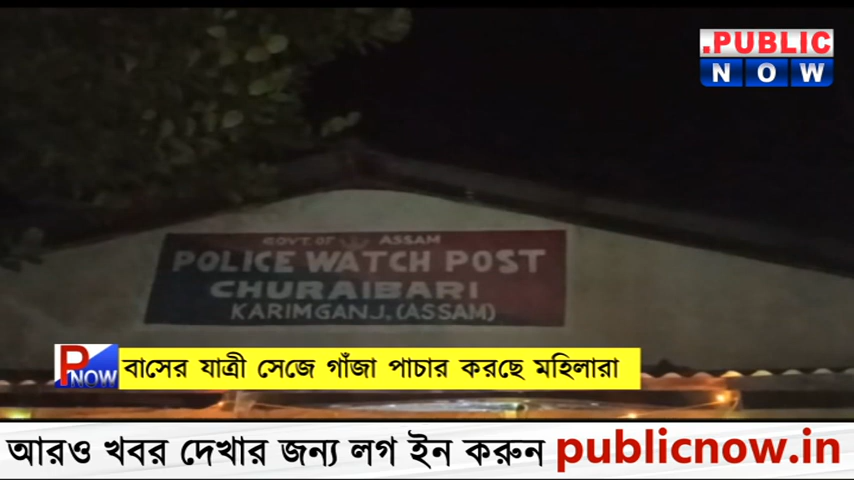 .PUBLIC
NOW
GOVT. OF ASSAM
POLICE WATCH POST
CHURAIBARI
KARIMGANJ, (ASSAM)
P NOW
বাসের যাত্রী সেজে গাঁজা পাচার করছে মহিলারা
আরও খবর দেখার জন্য লগ ইন করুন publicnow.in